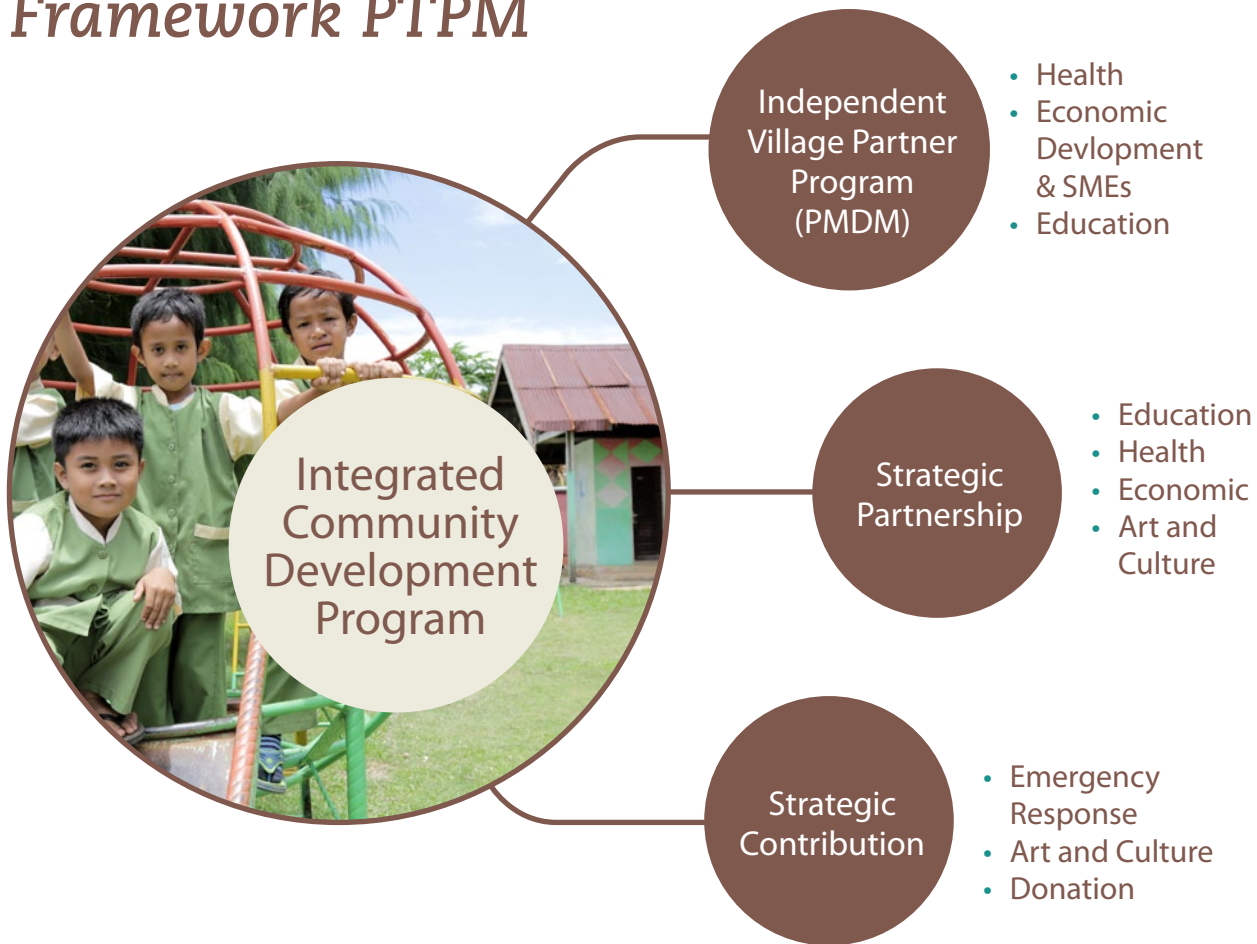 Framework PTPM
Independent
Village Partner
Program
(PMDM)
• Health
• Economic
Devlopment
& SMEs
• Education
Integrated
Community
Development
Program
Strategic
Partnership
• Education
• Health
• Economic
• Art and
Culture
Strategic
Contribution
• Emergency
Response
• Art and Culture
• Donation